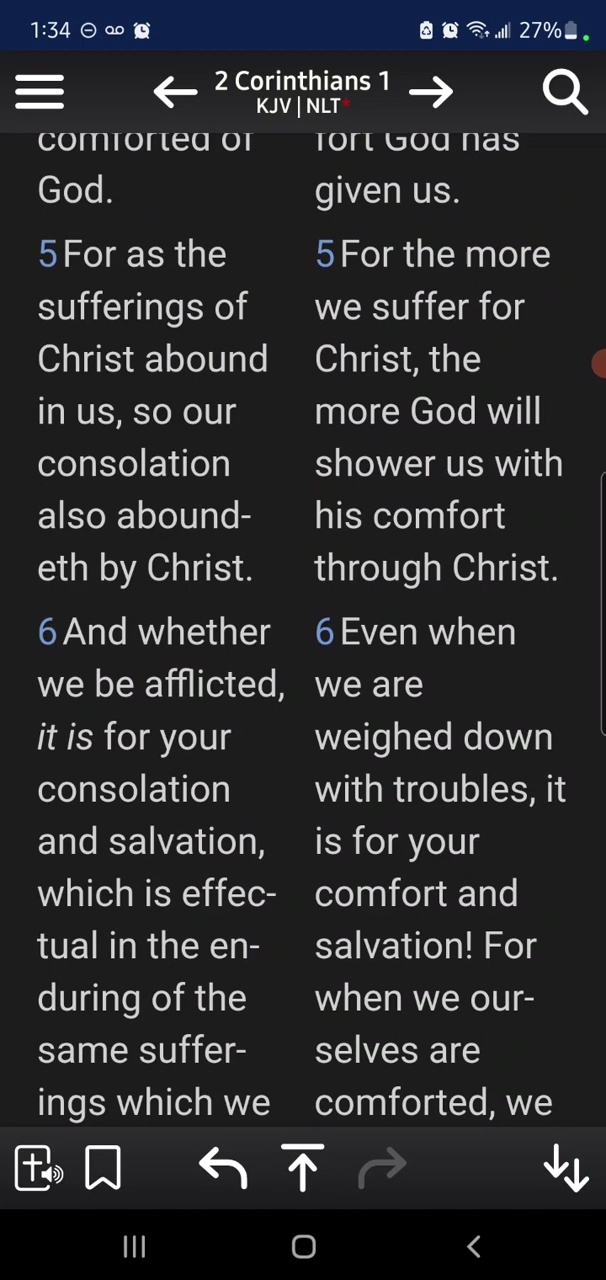 1:34
27%
2 Corinthians 1
KJV | NLT*
comforted of
God.
5 For as the
sufferings of
Christ abound
in us, so our
consolation
also abound-
eth by Christ.
6 And whether
we be afflicted,
it is for your
consolation
and salvation,
which is effec-
tual in the en-
during of the
same suffer-
ings which we
fort God has
given us.
5 For the more
we suffer for
Christ, the
more God will
shower us with
his comfort
through Christ.
6 Even when
we are
weighed down
with troubles, it
is for your
comfort and
salvation! For
when we our-
selves are
comforted, we